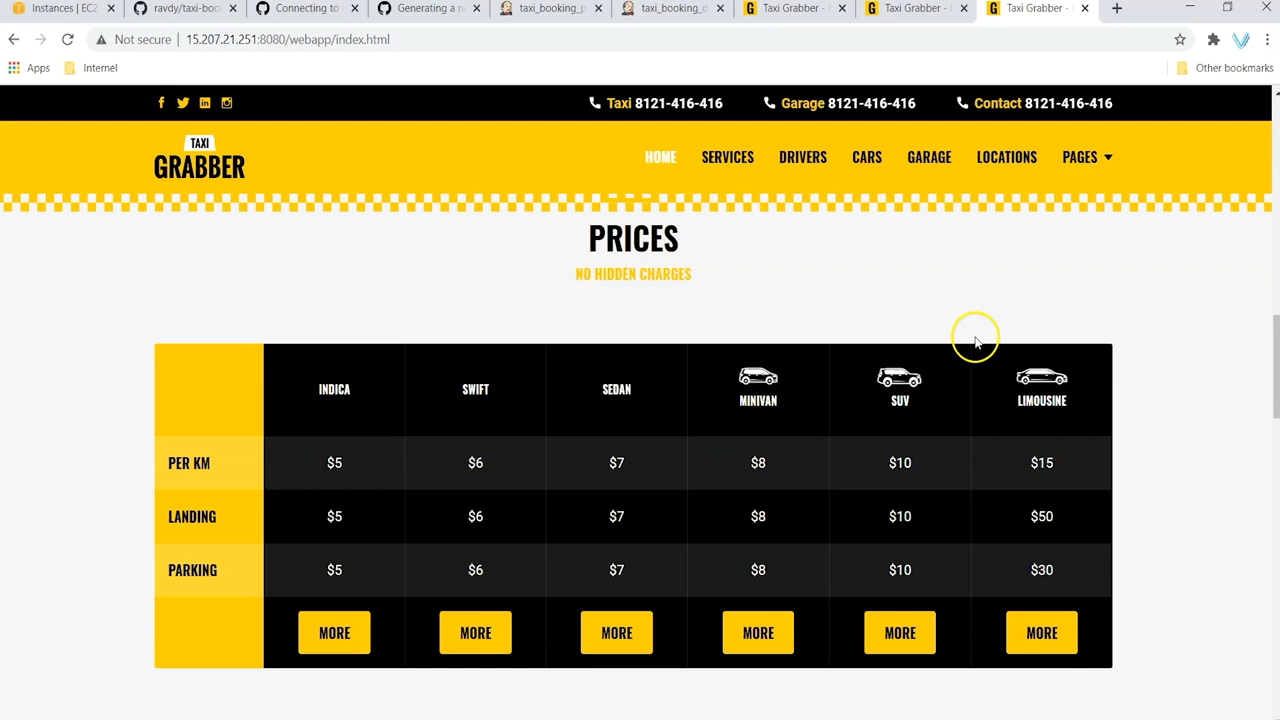 Instances | EC2
ravdy/taxi-boo
Connecting to
Generating a n
taxi_booking_p
taxi_booking_d
Taxi Grabber -
Taxi Grabber -
Taxi Grabber -
Not secure | 15.207.21.251:8080/webapp/index.html
Apps Internel Other bookmarks
Taxi 8121-416-416 Garage 8121-416-416 Contact 8121-416-416
TAXI
GRABBER
HOME SERVICES DRIVERS CARS GARAGE LOCATIONS PAGES
PRICES
NO HIDDEN CHARGES
INDICA SWIFT SEDAN MINIVAN SUV LIMOUSINE
PER KM $5 $6 $7 $8 $10 $15
LANDING $5 $6 $7 $8 $10 $50
PARKING $5 $6 $7 $8 $10 $30
MORE MORE MORE MORE MORE MORE